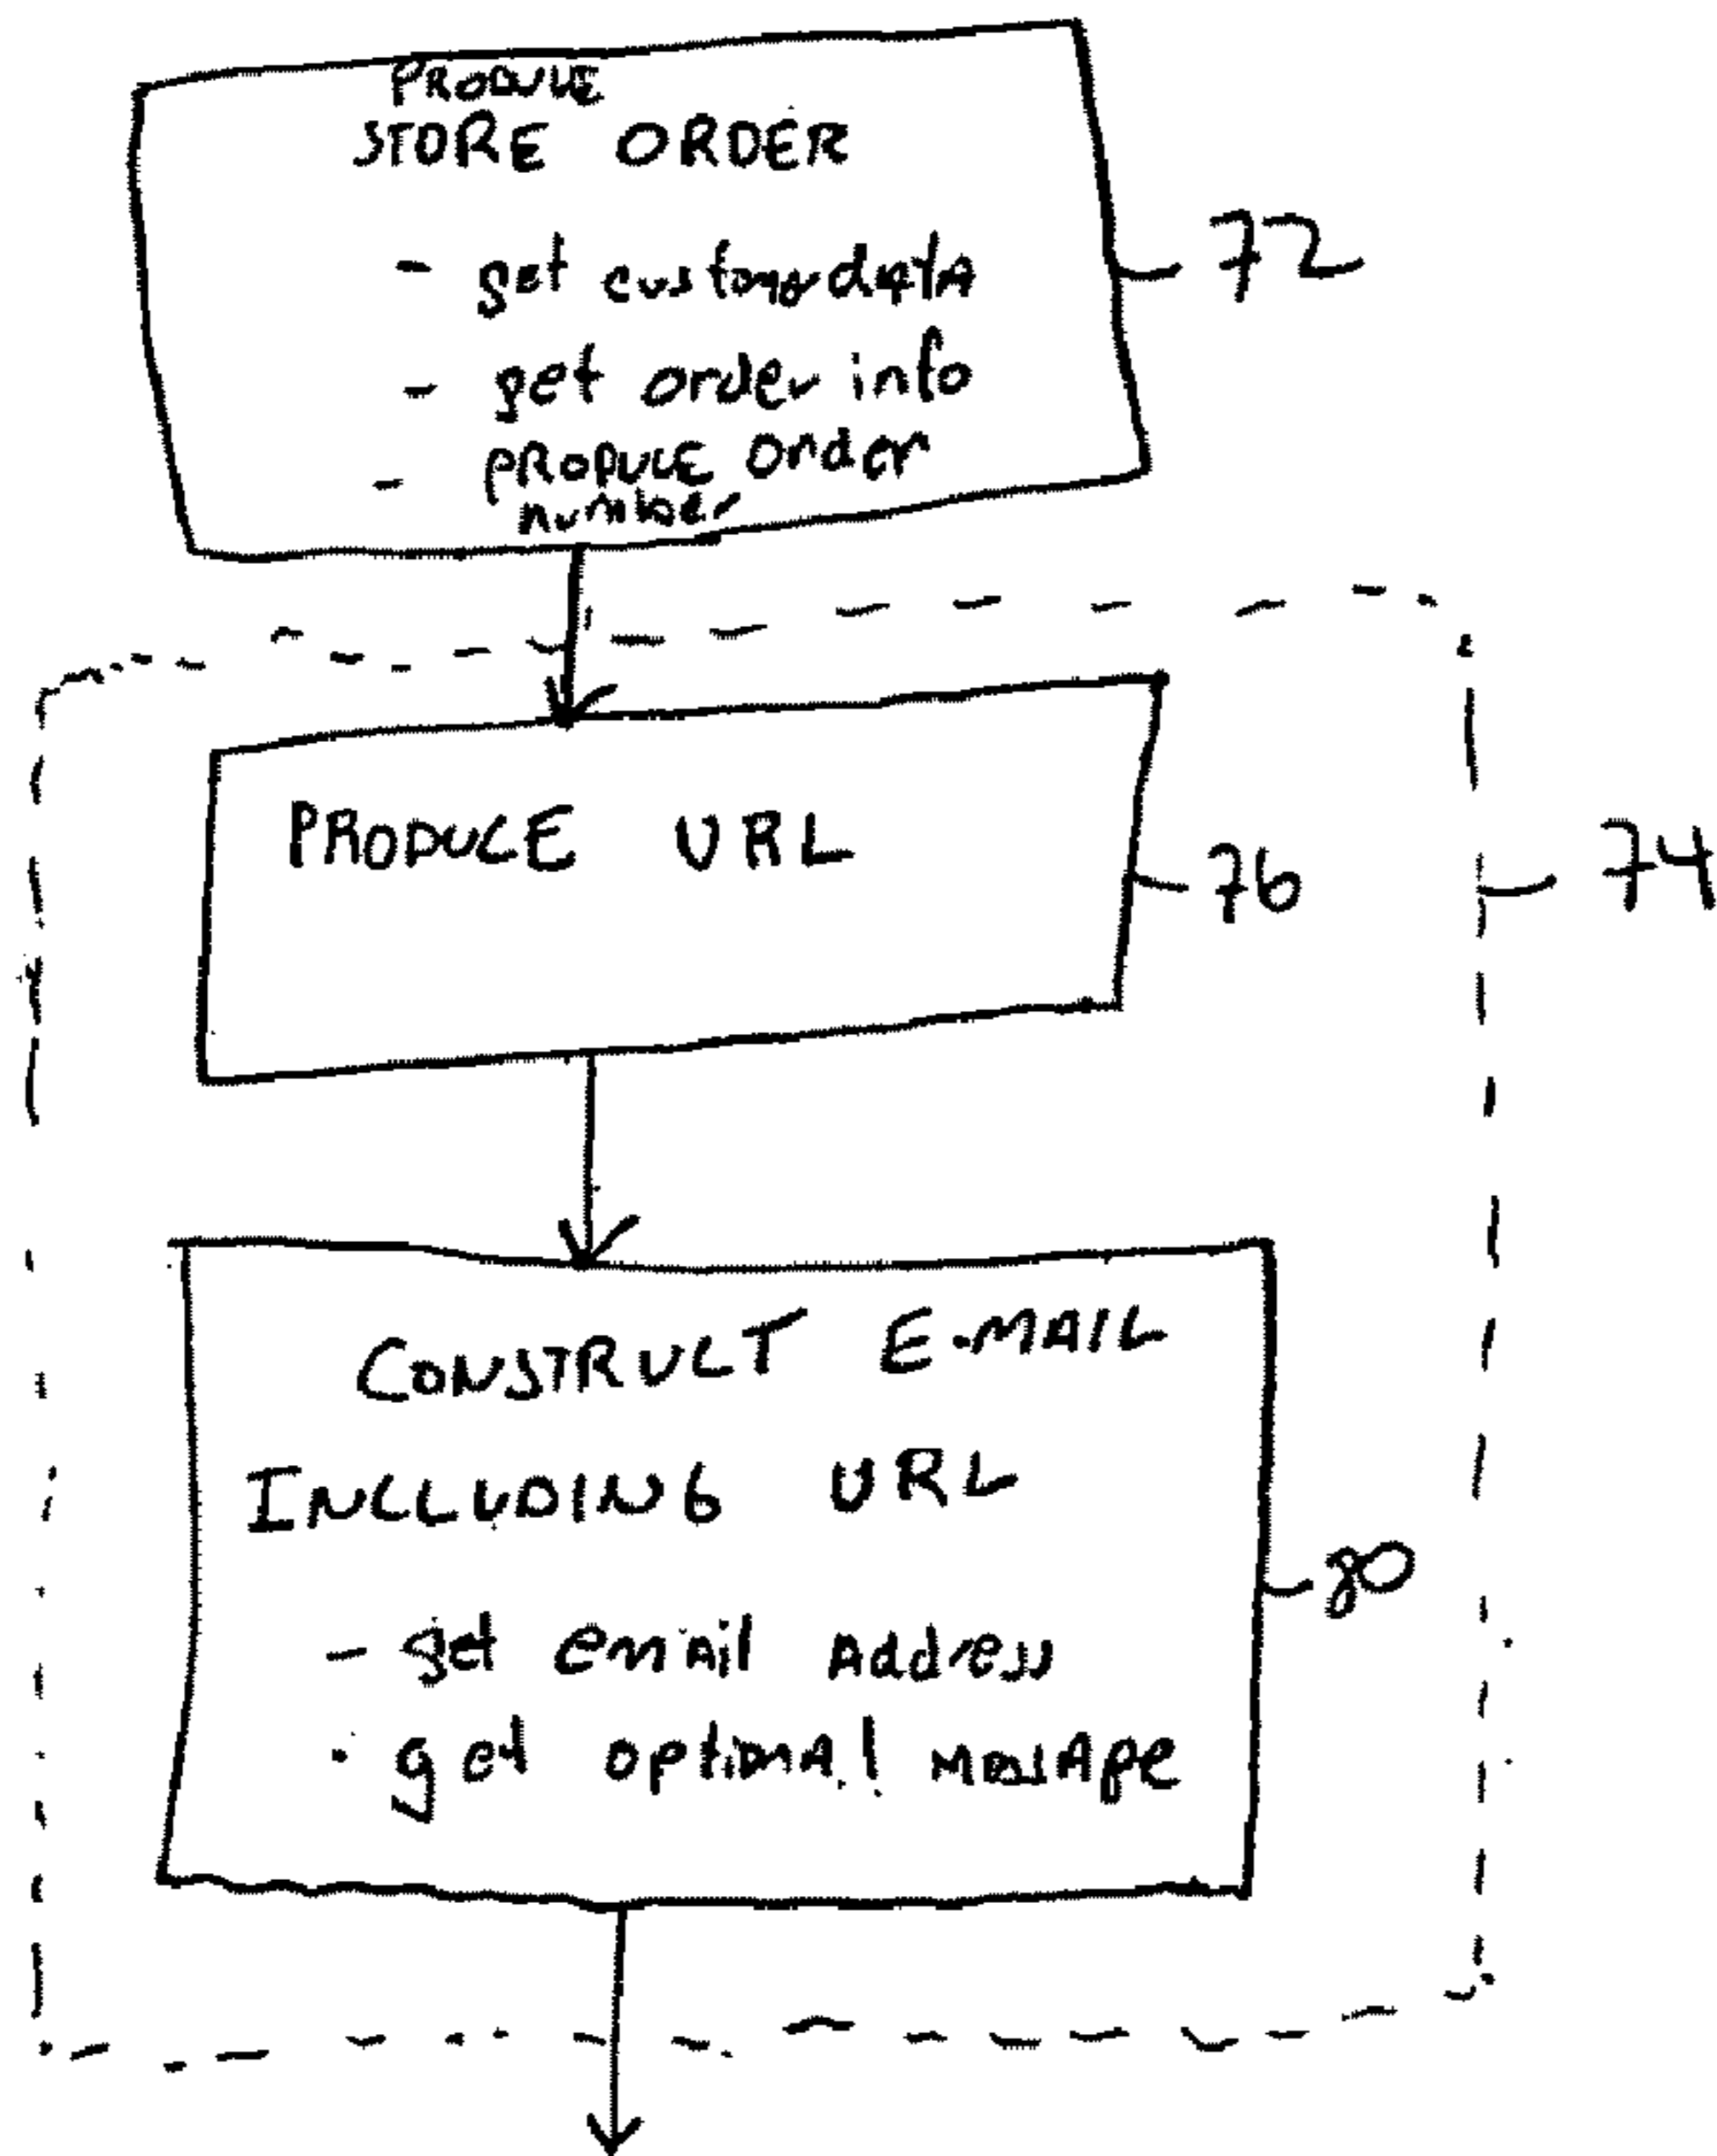 PRODUCE
STORE ORDER
- get customer data
72
- get order info
- PRODUCE Order
number
PRODUCE URL
76
74
CONSTRUCT E-MAIL
INCLUDING URL
80
- get email Address
- get optional message